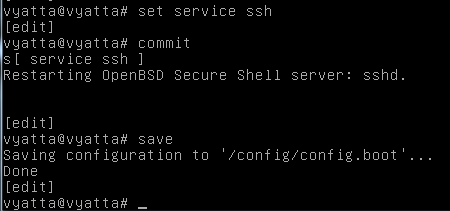 vyatta@vyatta# set service ssh
[edit]
vyatta@vyatta# commit
s[ service ssh ]
Restarting OpenBSD Secure Shell server: sshd.
[edit]
vyatta@vyatta# save
Saving configuration to '/config/config.boot'...
Done
[edit]
vyatta@vyatta# _